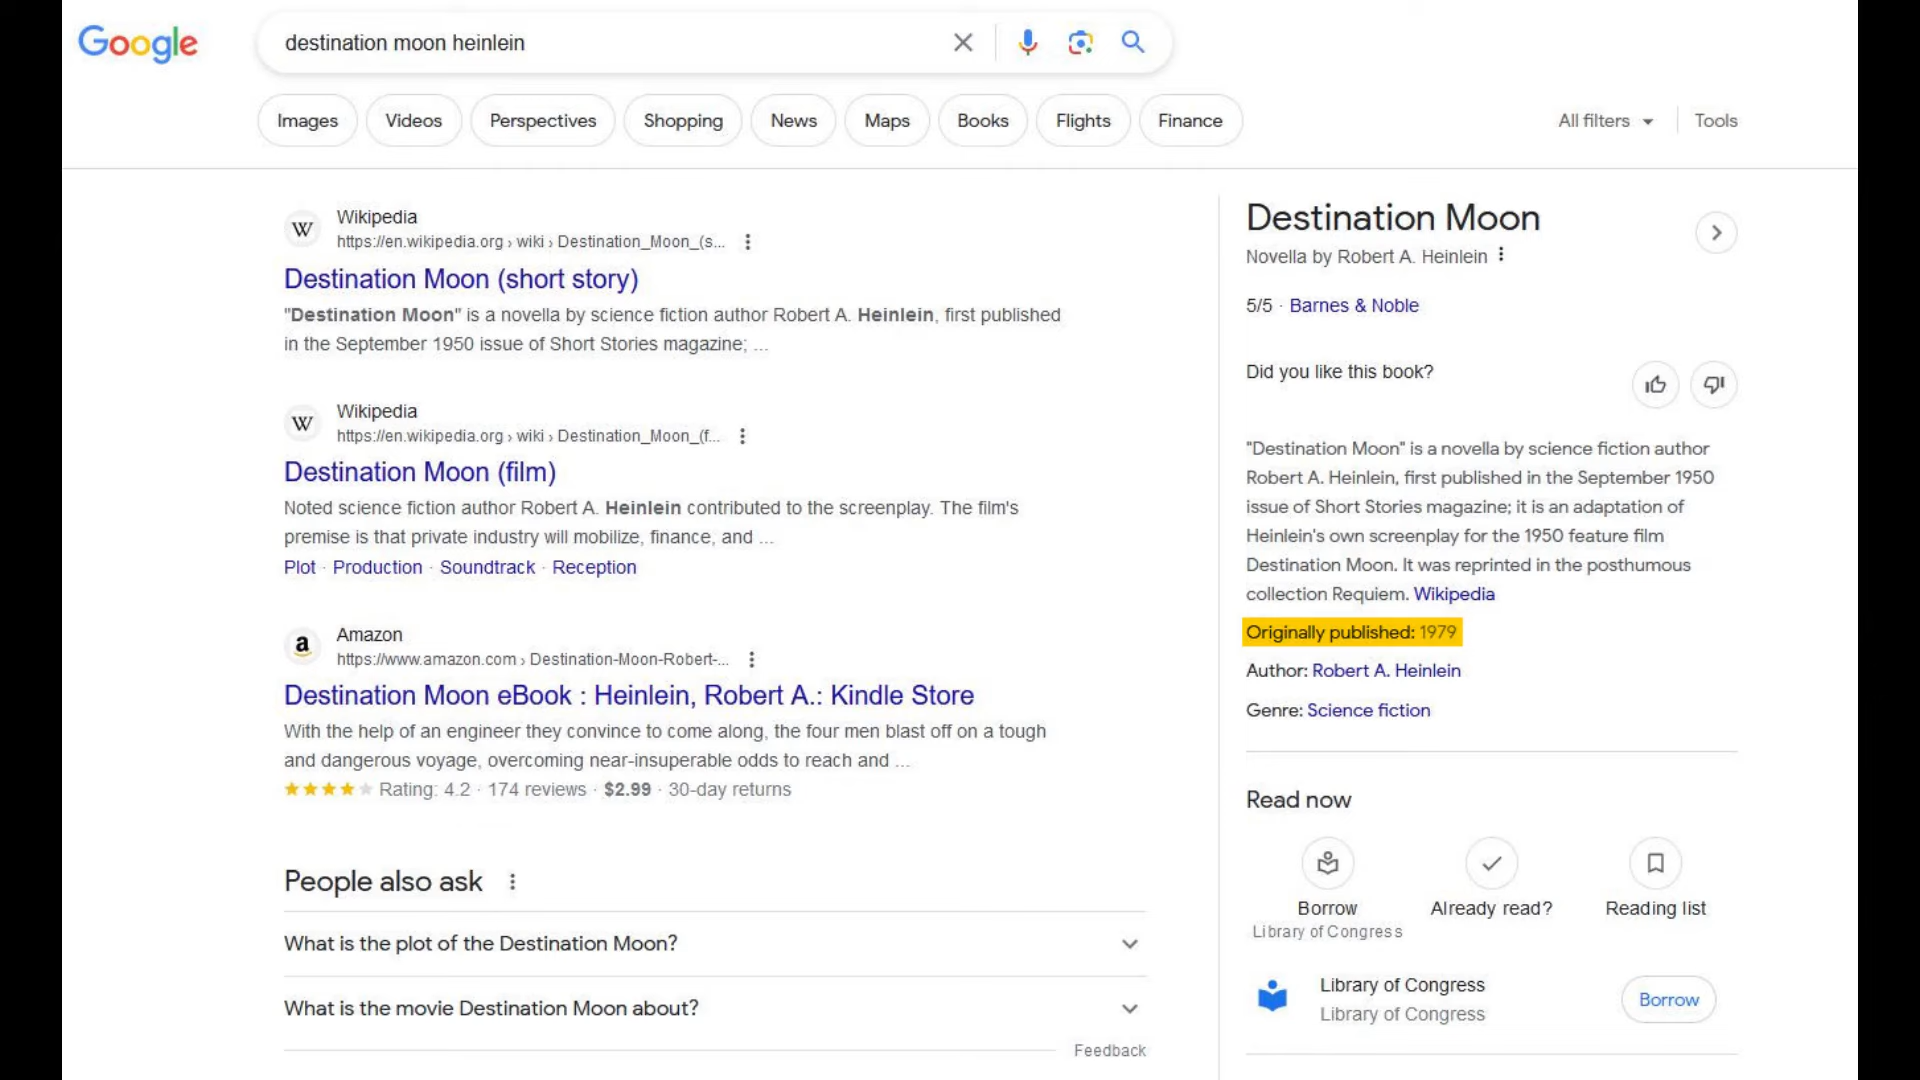 Google
destination moon heinlein
Images
Videos
Perspectives
Shopping
News
Maps
Books
Flights
Finance
All filters
Tools
W
Wikipedia
https://en.wikipedia.org › wiki › Destination_Moon_(s...
Destination Moon (short story)
"Destination Moon" is a novella by science fiction author Robert A. Heinlein, first published
in the September 1950 issue of Short Stories magazine; ...
W
Wikipedia
https://en.wikipedia.org › wiki › Destination_Moon_(f...
Destination Moon (film)
Noted science fiction author Robert A. Heinlein contributed to the screenplay. The film's
premise is that private industry will mobilize, finance, and ...
Plot · Production · Soundtrack · Reception
a
Amazon
https://www.amazon.com › Destination-Moon-Robert-...
Destination Moon eBook : Heinlein, Robert A.: Kindle Store
With the help of an engineer they convince to come along, the four men blast off on a tough
and dangerous voyage, overcoming near-insuperable odds to reach and ...
Rating: 4.2 · 174 reviews · $2.99 · 30-day returns
People also ask
What is the plot of the Destination Moon?
What is the movie Destination Moon about?
Feedback
Destination Moon
Novella by Robert A. Heinlein
5/5 · Barnes & Noble
Did you like this book?
"Destination Moon" is a novella by science fiction author
Robert A. Heinlein, first published in the September 1950
issue of Short Stories magazine; it is an adaptation of
Heinlein's own screenplay for the 1950 feature film
Destination Moon. It was reprinted in the posthumous
collection Requiem. Wikipedia
Originally published: 1979
Author: Robert A. Heinlein
Genre: Science fiction
Read now
Borrow
Library of Congress
Already read?
Reading list
Library of Congress
Library of Congress
Borrow